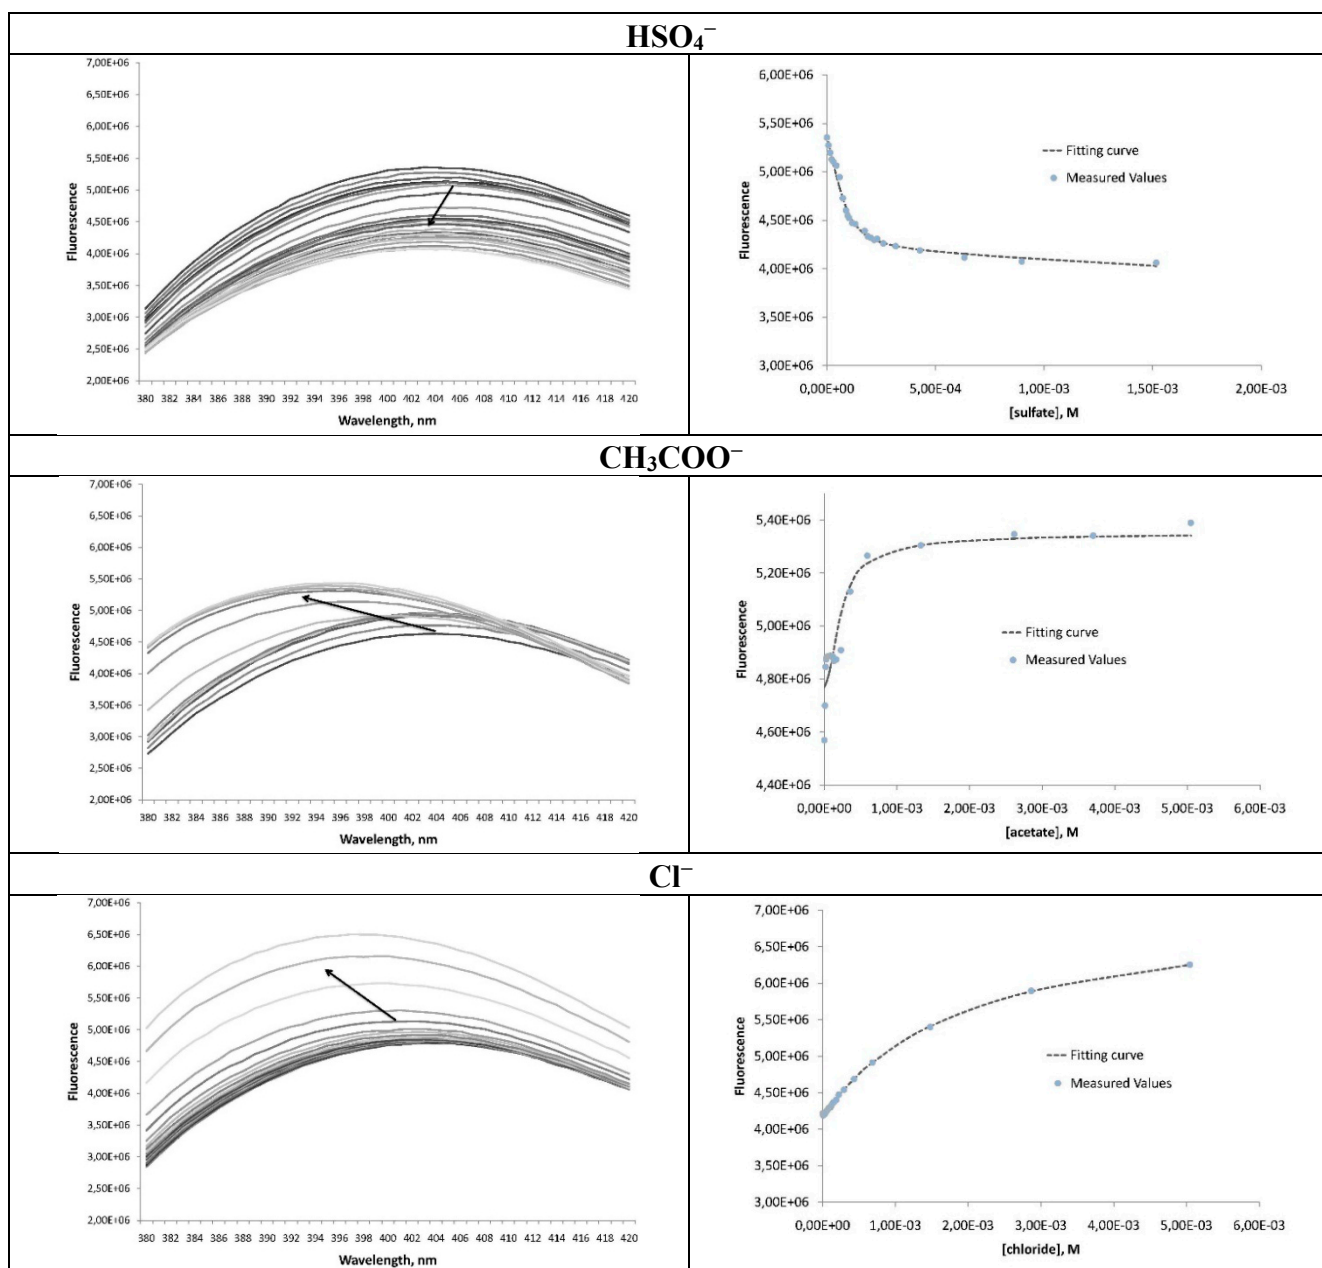 HSO₄⁻
7,00E+06
6,50E+06
6,00E+06
5,50E+06
5,00E+06
4,50E+06
4,00E+06
3,50E+06
3,00E+06
2,50E+06
2,00E+06
Fluorescence
380 382 384 386 388 390 392 394 396 398 400 402 404 406 408 410 412 414 416 418 420
Wavelength, nm
6,00E+06
5,50E+06
5,00E+06
4,50E+06
4,00E+06
3,50E+06
3,00E+06
Fluorescence
Fitting curve
Measured Values
0,00E+00 5,00E-04 1,00E-03 1,50E-03 2,00E-03
[sulfate], M
CH₃COO⁻
7,00E+06
6,50E+06
6,00E+06
5,50E+06
5,00E+06
4,50E+06
4,00E+06
3,50E+06
3,00E+06
2,50E+06
2,00E+06
Fluorescence
380 382 384 386 388 390 392 394 396 398 400 402 404 406 408 410 412 414 416 418 420
Wavelength, nm
5,40E+06
5,20E+06
5,00E+06
4,80E+06
4,60E+06
4,40E+06
Fluorescence
Fitting curve
Measured Values
0,00E+00 1,00E-03 2,00E-03 3,00E-03 4,00E-03 5,00E-03 6,00E-03
[acetate], M
Cl⁻
7,00E+06
6,50E+06
6,00E+06
5,50E+06
5,00E+06
4,50E+06
4,00E+06
3,50E+06
3,00E+06
2,50E+06
2,00E+06
Fluorescence
380 382 384 386 388 390 392 394 396 398 400 402 404 406 408 410 412 414 416 418 420
Wavelength, nm
7,00E+06
6,50E+06
6,00E+06
5,50E+06
5,00E+06
4,50E+06
4,00E+06
3,50E+06
3,00E+06
Fluorescence
Fitting curve
Measured Values
0,00E+00 1,00E-03 2,00E-03 3,00E-03 4,00E-03 5,00E-03 6,00E-03
[chloride], M